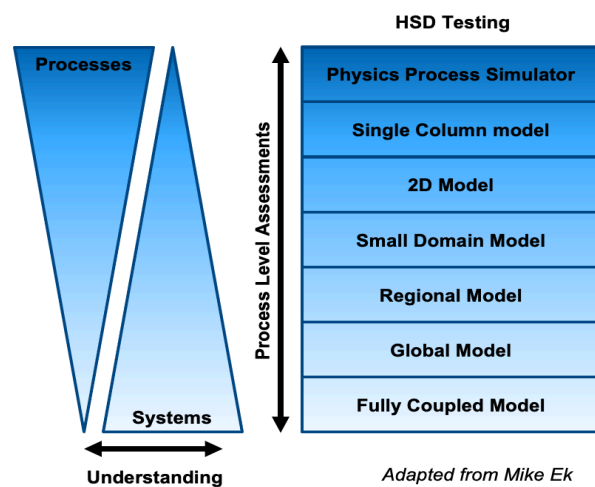 HSD Testing
Processes
Systems
Understanding
Process Level Assessments
Physics Process Simulator
Single Column model
2D Model
Small Domain Model
Regional Model
Global Model
Fully Coupled Model
Adapted from Mike Ek